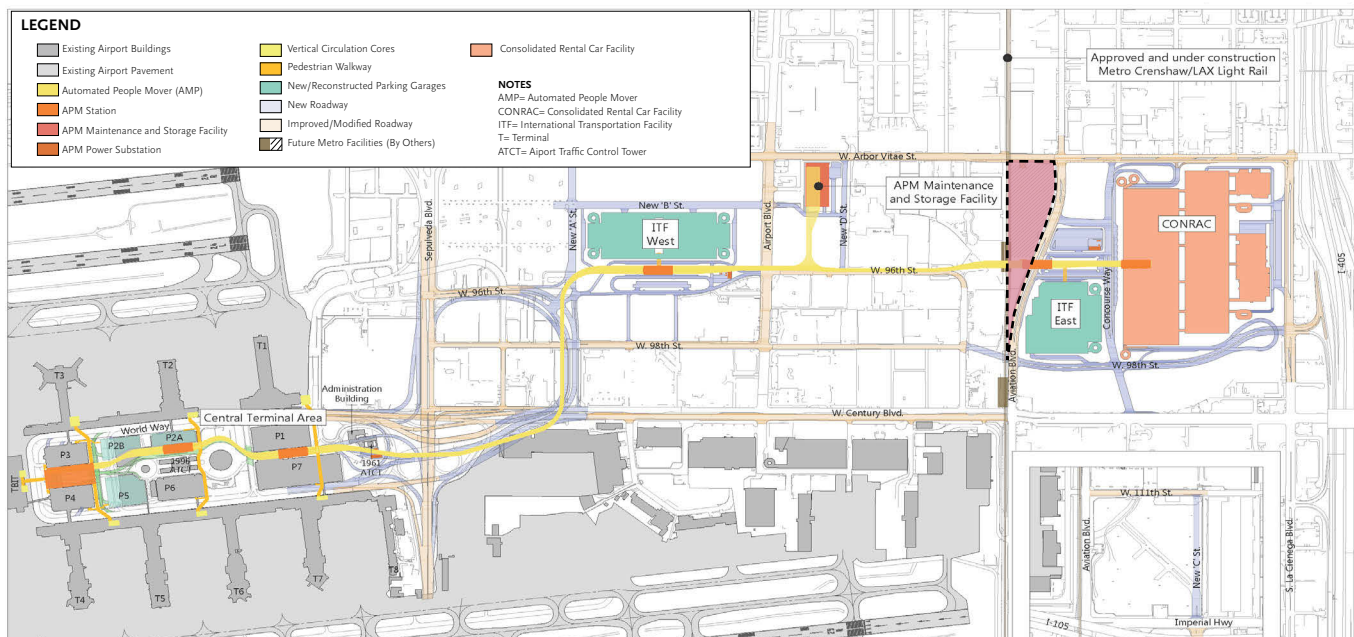 LEGEND
Existing Airport Buildings
Existing Airport Pavement
Automated People Mover (AMP)
APM Station
APM Maintenance and Storage Facility
APM Power Substation
Vertical Circulation Cores
Pedestrian Walkway
New/Reconstructed Parking Garages
New Roadway
Improved/Modified Roadway
Future Metro Facilities (By Others)
Consolidated Rental Car Facility
NOTES
AMP= Automated People Mover
CONRAC= Consolidated Rental Car Facility
ITF= International Transportation Facility
T= Terminal
ATCT= Aiport Traffic Control Tower
Approved and under construction
Metro Crenshaw/LAX Light Rail
W. Arbor Vitae St.
APM Maintenance
and Storage Facility
Sepulveda Blvd.
New 'A' St.
New 'B' St.
ITF
West
Airport Blvd.
New 'D' St.
CONRAC
I-405
W. 96th St.
W. 96th St.
ITF
East
Concourse Way
W. 98th St.
W. 98th St.
Aviation Blvd.
T1
T2
T3
Administration
Building
Central Terminal Area
W. Century Blvd.
World Way
P1
P2A
P2B
P3
1996
ATCT
P7
1961
ATCT
TBIT
P4
P5
P6
T4
T5
T6
T7
T8
W. 111th St.
Aviation Blvd.
New 'C' St.
S. La Cienega Blvd.
I-105
Imperial Hwy